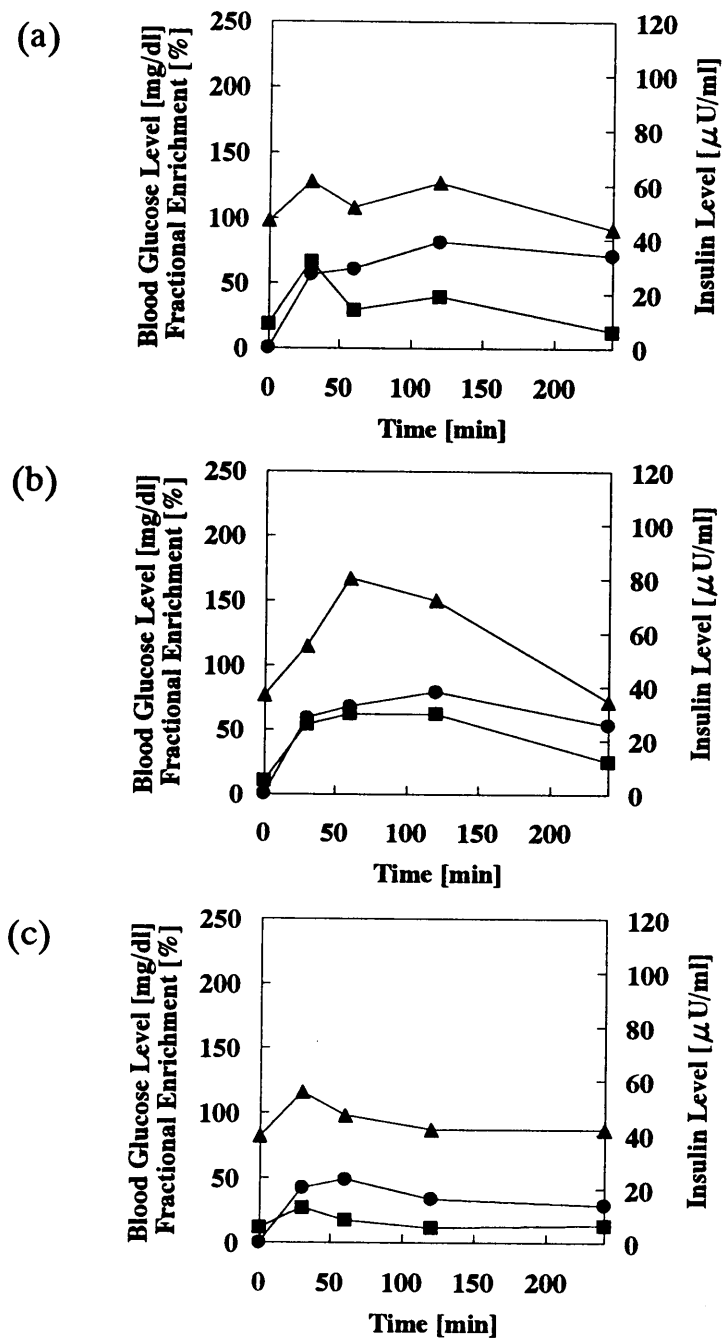 (a)
Blood Glucose Level [mg/dl]
Fractional Enrichment [%]
250
200
150
100
50
0
120
100
80
60
40
20
0
Insulin Level [μU/ml]
0 50 100 150 200
Time [min]
(b)
Blood Glucose Level [mg/dl]
Fractional Enrichment [%]
250
200
150
100
50
0
120
100
80
60
40
20
0
Insulin Level [μU/ml]
0 50 100 150 200
Time [min]
(c)
Blood Glucose Level [mg/dl]
Fractional Enrichment [%]
250
200
150
100
50
0
120
100
80
60
40
20
0
Insulin Level [μU/ml]
0 50 100 150 200
Time [min]